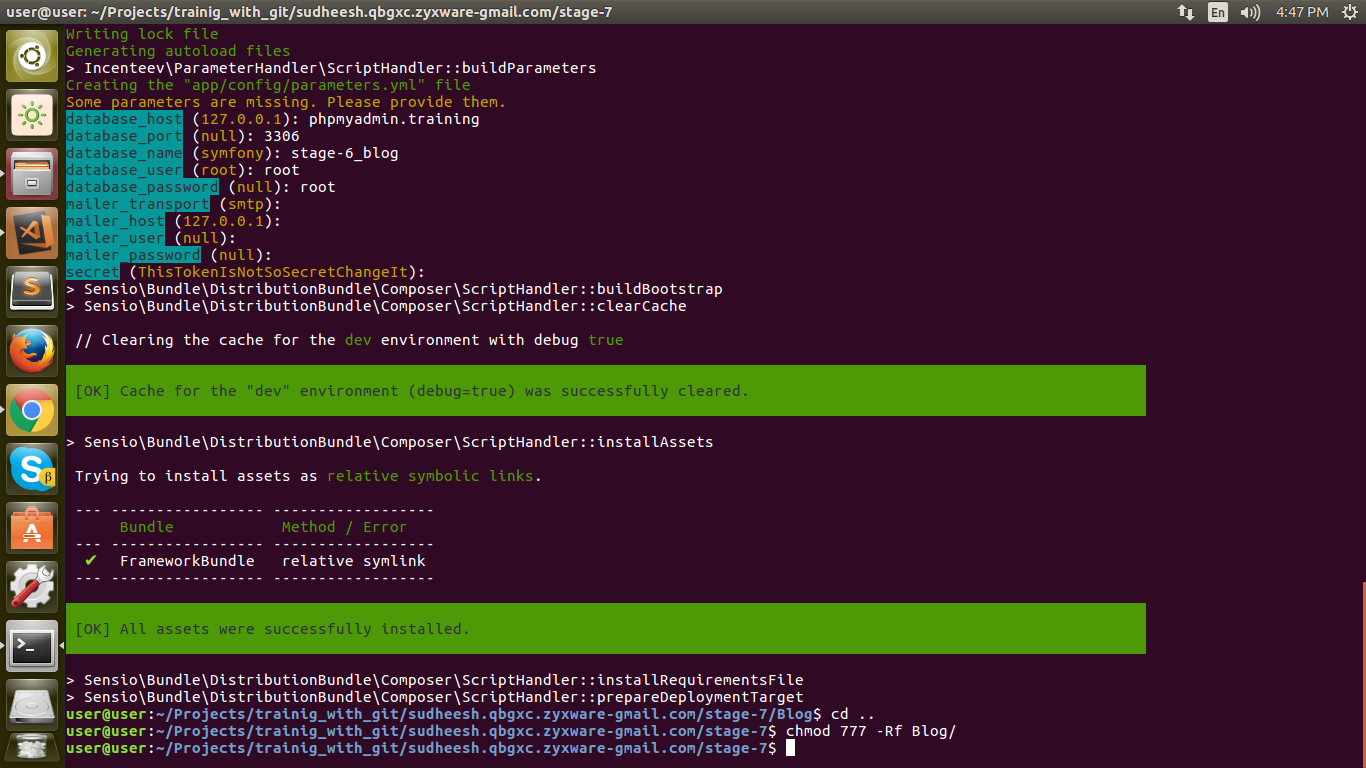 user@user: ~/Projects/trainig_with_git/sudheesh.qbgxc.zyxware-gmail.com/stage-7
En
4:47 PM
Writing lock file
Generating autoload files
> Incenteev\ParameterHandler\ScriptHandler::buildParameters
Creating the "app/config/parameters.yml" file
Some parameters are missing. Please provide them.
database_host (127.0.0.1): phpmyadmin.training
database_port (null): 3306
database_name (symfony): stage-6_blog
database_user (root): root
database_password (null): root
mailer_transport (smtp):
mailer_host (127.0.0.1):
mailer_user (null):
mailer_password (null):
secret (ThisTokenIsNotSoSecretChangeIt):
> Sensio\Bundle\DistributionBundle\Composer\ScriptHandler::buildBootstrap
> Sensio\Bundle\DistributionBundle\Composer\ScriptHandler::clearCache
// Clearing the cache for the dev environment with debug true
[OK] Cache for the "dev" environment (debug=true) was successfully cleared.
> Sensio\Bundle\DistributionBundle\Composer\ScriptHandler::installAssets
Trying to install assets as relative symbolic links.
--- ----------------- ------------------
Bundle Method / Error
--- ----------------- ------------------
✔ FrameworkBundle relative symlink
--- ----------------- ------------------
[OK] All assets were successfully installed.
> Sensio\Bundle\DistributionBundle\Composer\ScriptHandler::installRequirementsFile
> Sensio\Bundle\DistributionBundle\Composer\ScriptHandler::prepareDeploymentTarget
user@user:~/Projects/trainig_with_git/sudheesh.qbgxc.zyxware-gmail.com/stage-7/Blog$ cd ..
user@user:~/Projects/trainig_with_git/sudheesh.qbgxc.zyxware-gmail.com/stage-7$ chmod 777 -Rf Blog/
user@user:~/Projects/trainig_with_git/sudheesh.qbgxc.zyxware-gmail.com/stage-7$